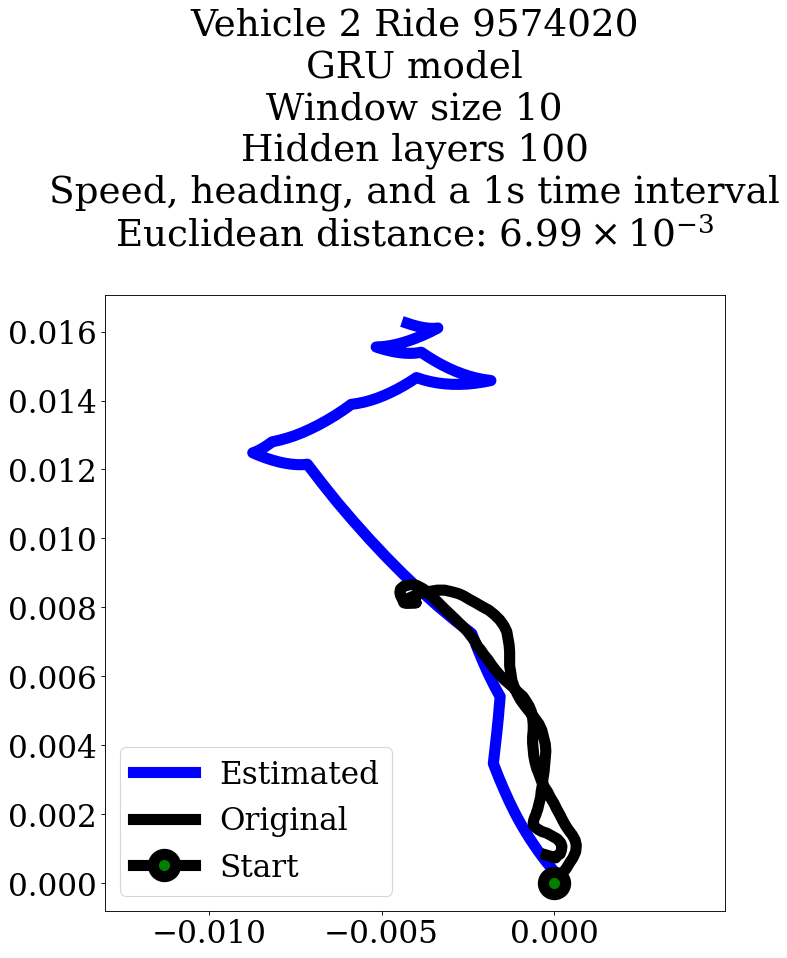 Vehicle 2 Ride 9574020
GRU model
Window size 10
Hidden layers 100
Speed, heading, and a 1s time interval
Euclidean distance: 6.99 × 10⁻³
0.016
0.014
0.012
0.010
0.008
0.006
0.004
0.002
0.000
Estimated
Original
Start
−0.010
−0.005
0.000